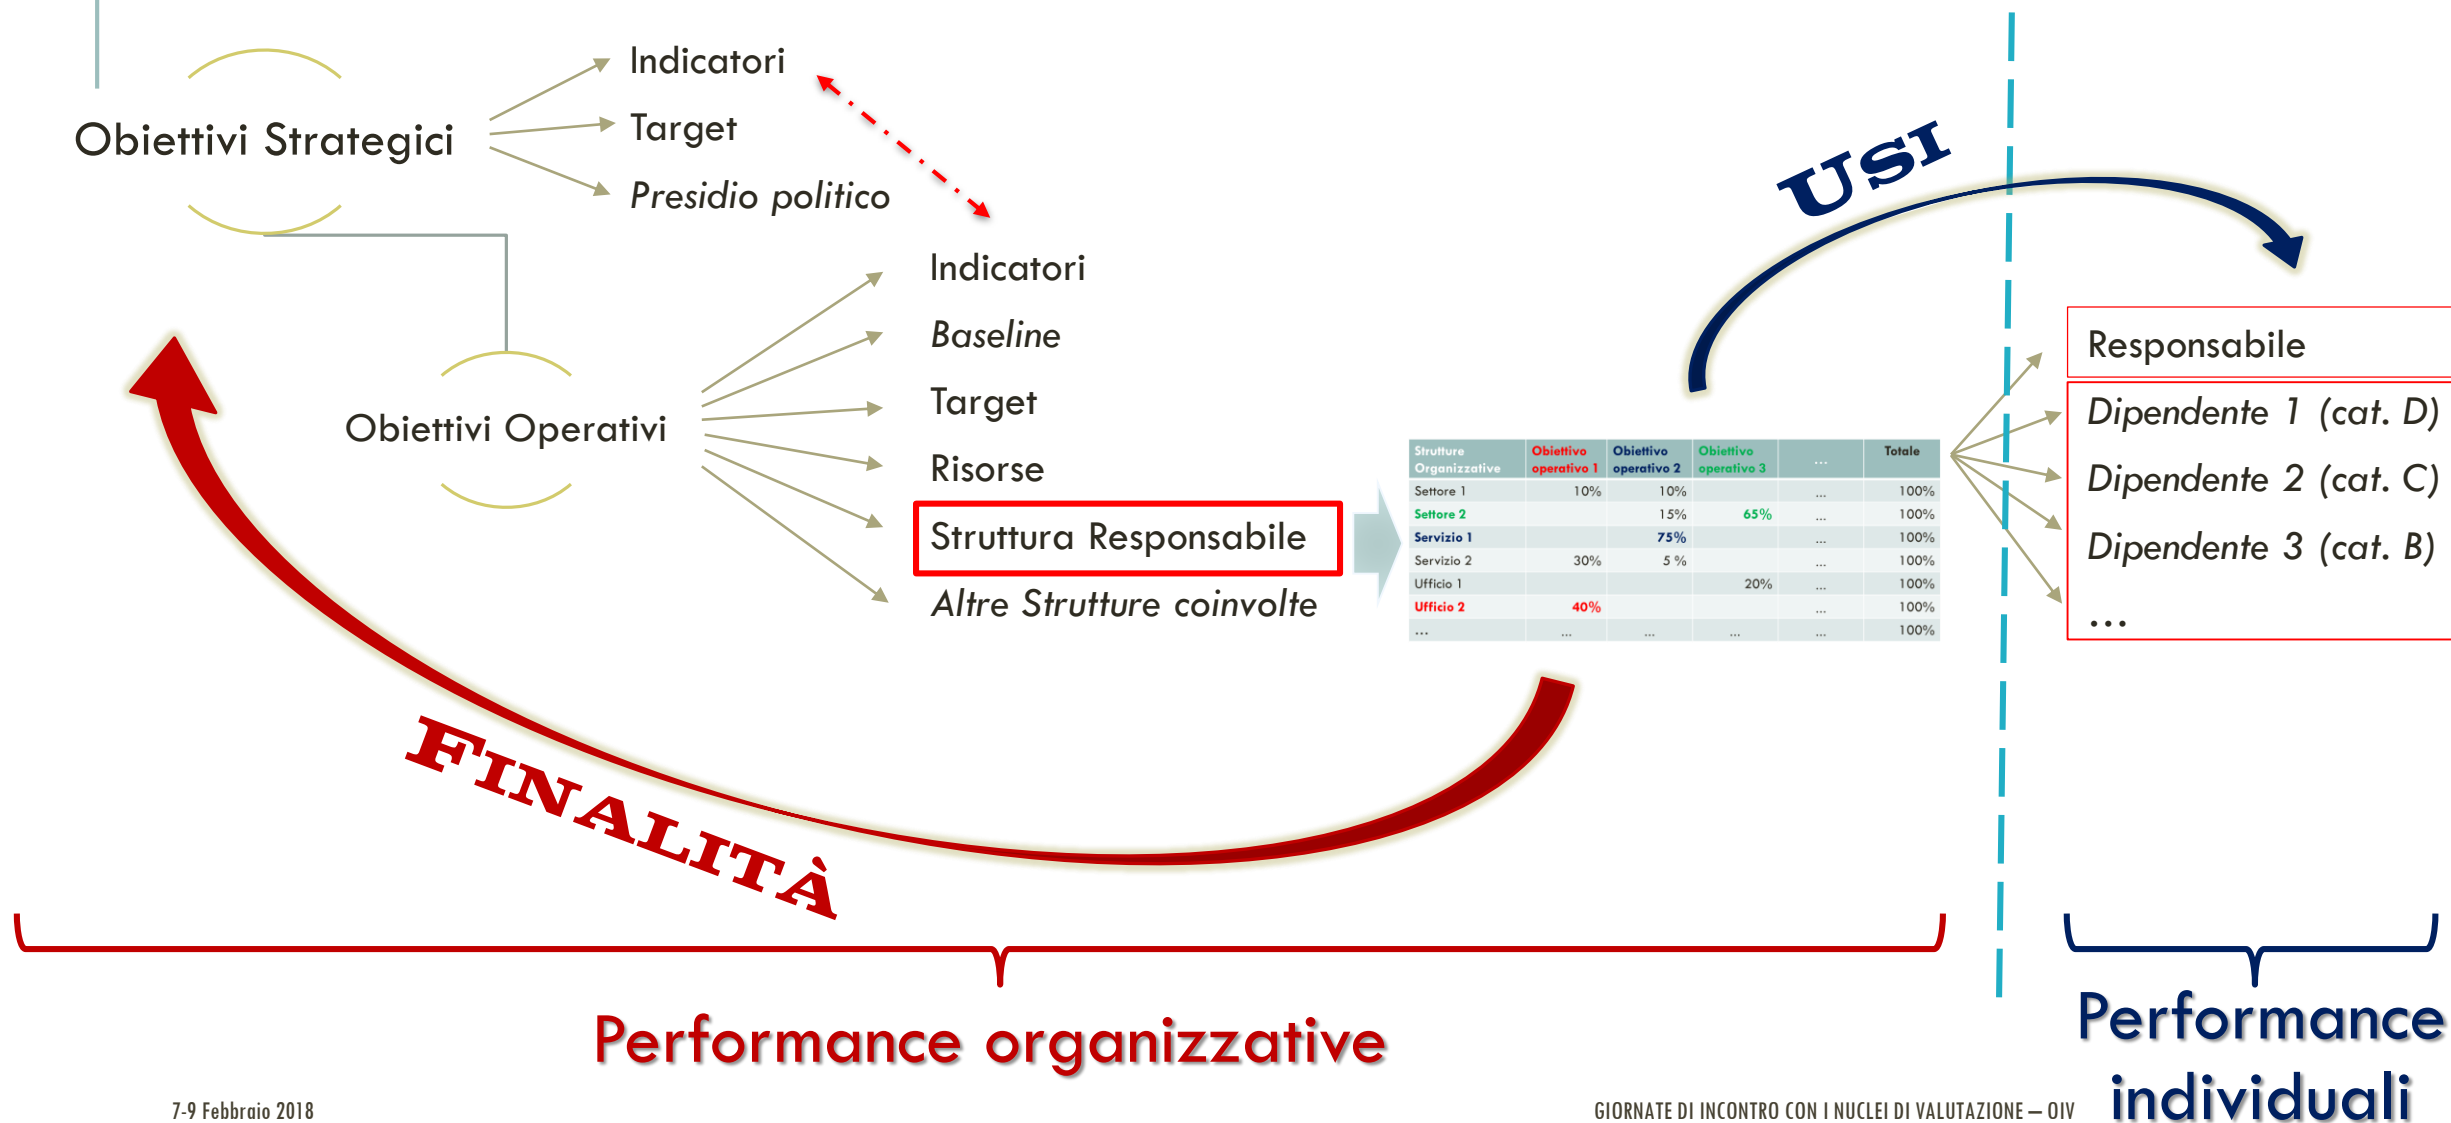 Obiettivi Strategici
Indicatori
Target
Presidio politico
Obiettivi Operativi
Indicatori
Baseline
Target
Risorse
Struttura Responsabile
Altre Strutture coinvolte
Strutture Organizzative Obiettivo operativo 1 Obiettivo operativo 2 Obiettivo operativo 3 ... Totale
Settore 1 10% 10% ... 100%
Settore 2 15% 65% ... 100%
Servizio 1 75% ... 100%
Servizio 2 30% 5 % ... 100%
Ufficio 1 20% ... 100%
Ufficio 2 40% ... 100%
... ... ... ... ... 100%
USI
Responsabile
Dipendente 1 (cat. D)
Dipendente 2 (cat. C)
Dipendente 3 (cat. B)
...
FINALITÀ
Performance organizzative
Performance
individuali
7-9 Febbraio 2018
GIORNATE DI INCONTRO CON I NUCLEI DI VALUTAZIONE – OIV